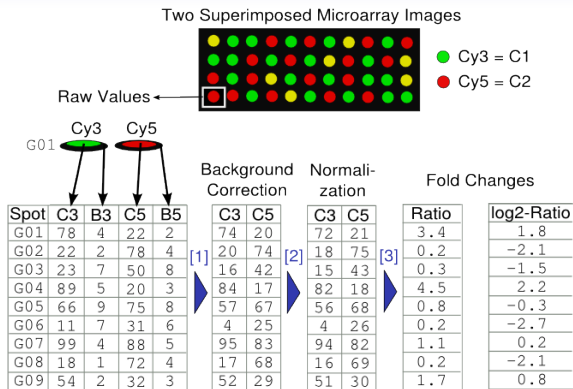 Two Superimposed Microarray Images
Cy3 = C1
Cy5 = C2
Raw Values
Cy3 Cy5
G01
Background Correction
Normali-zation
Fold Changes
Spot C3 B3 C5 B5 C3 C5 C3 C5 Ratio log2-Ratio
G01 78 4 22 2 74 20 72 21 3.4 1.8
G02 22 2 78 4 20 74 18 75 0.2 -2.1
[1] [2] [3]
G03 23 7 50 8 16 42 15 43 0.3 -1.5
G04 89 5 20 3 84 17 82 18 4.5 2.2
G05 66 9 75 8 57 67 56 68 0.8 -0.3
G06 11 7 31 6 4 25 4 26 0.2 -2.7
G07 99 4 88 5 95 83 94 82 1.1 0.2
G08 18 1 72 4 17 68 16 69 0.2 -2.1
G09 54 2 32 3 52 29 51 30 1.7 0.8